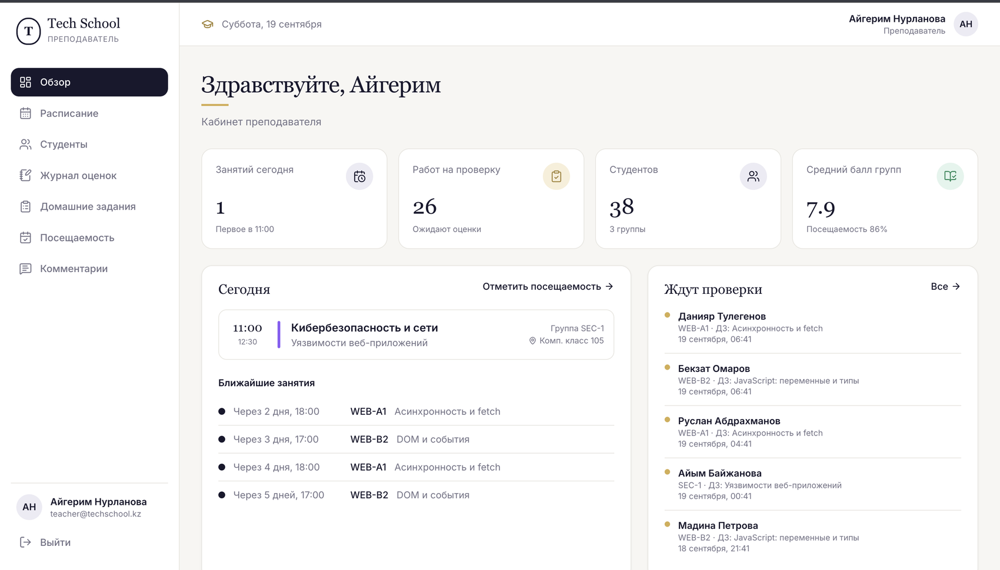 T
Tech School
ПРЕПОДАВАТЕЛЬ
Обзор
Расписание
Студенты
Журнал оценок
Домашние задания
Посещаемость
Комментарии
АН
Айгерим Нурланова
teacher@techschool.kz
Выйти
Суббота, 19 сентября
Айгерим Нурланова
Преподаватель
АН
Здравствуйте, Айгерим
Кабинет преподавателя
Занятий сегодня
1
Первое в 11:00
Работ на проверку
26
Ожидают оценки
Студентов
38
3 группы
Средний балл групп
7.9
Посещаемость 86%
Сегодня
Отметить посещаемость →
11:00
12:30
Кибербезопасность и сети
Уязвимости веб-приложений
Группа SEC-1
Комп. класс 105
Ближайшие занятия
Через 2 дня, 18:00 WEB-A1 Асинхронность и fetch
Через 3 дня, 17:00 WEB-B2 DOM и события
Через 4 дня, 18:00 WEB-A1 Асинхронность и fetch
Через 5 дней, 17:00 WEB-B2 DOM и события
Ждут проверки
Все →
Данияр Тулегенов
WEB-A1 · ДЗ: Асинхронность и fetch
19 сентября, 06:41
Бекзат Омаров
WEB-B2 · ДЗ: JavaScript: переменные и типы
19 сентября, 06:41
Руслан Абдрахманов
WEB-A1 · ДЗ: Асинхронность и fetch
19 сентября, 04:41
Айым Байжанова
SEC-1 · ДЗ: Уязвимости веб-приложений
19 сентября, 00:41
Мадина Петрова
WEB-B2 · ДЗ: JavaScript: переменные и типы
18 сентября, 21:41